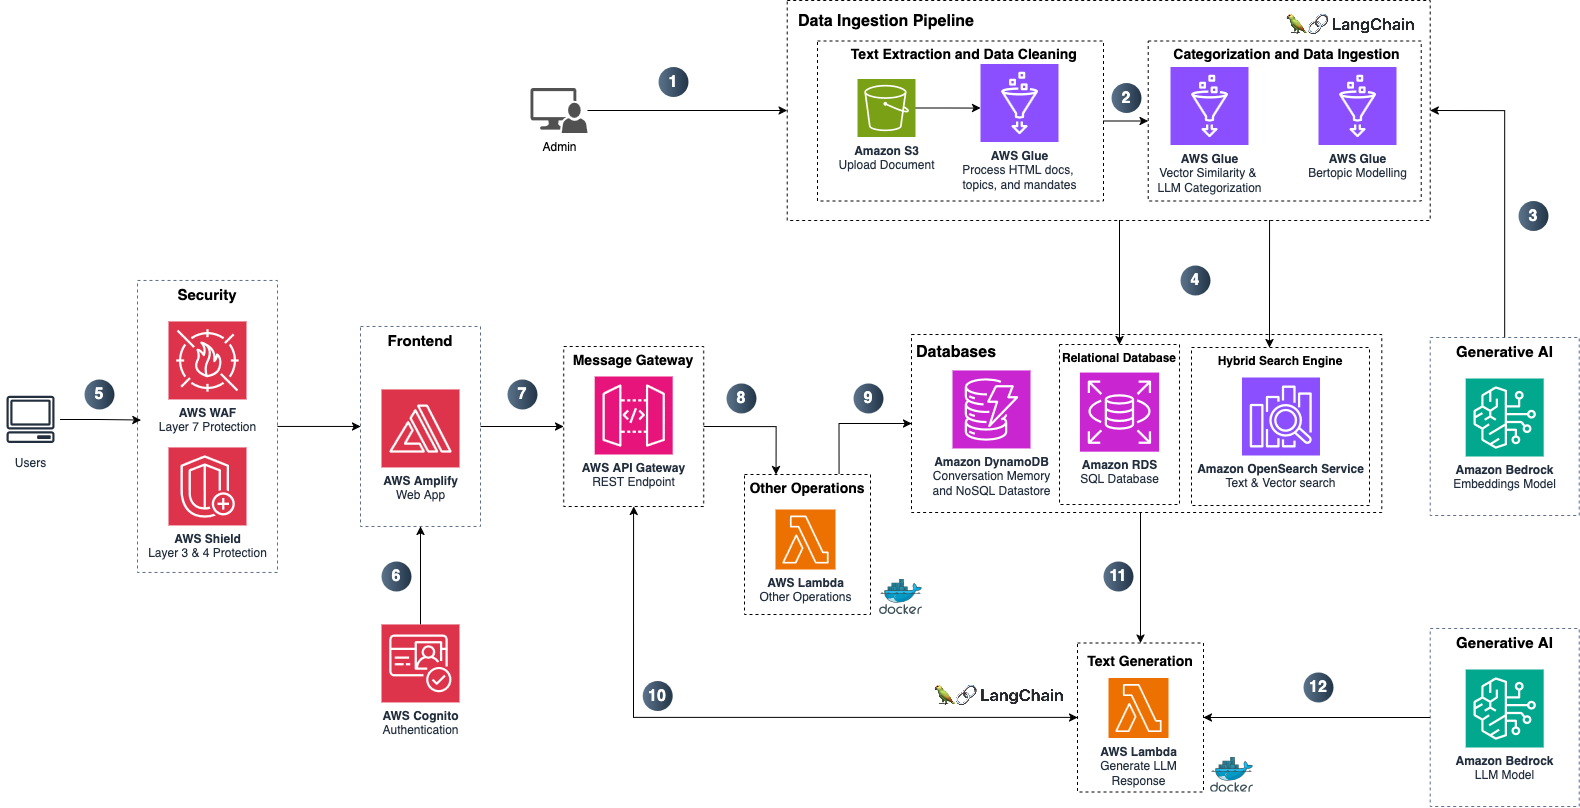 Data Ingestion Pipeline
LangChain
Text Extraction and Data Cleaning
Categorization and Data Ingestion
1
2
Admin
Amazon S3
Upload Document
AWS Glue
Process HTML docs,
topics, and mandates
AWS Glue
Vector Similarity &
LLM Categorization
AWS Glue
Bertopic Modelling
3
4
Security
AWS WAF
Layer 7 Protection
AWS Shield
Layer 3 & 4 Protection
5
Users
Frontend
AWS Amplify
Web App
6
AWS Cognito
Authentication
7
Message Gateway
AWS API Gateway
REST Endpoint
8
Other Operations
AWS Lambda
Other Operations
docker
9
Databases
Amazon DynamoDB
Conversation Memory
and NoSQL Datastore
Relational Database
Amazon RDS
SQL Database
Hybrid Search Engine
Amazon OpenSearch Service
Text & Vector search
Generative AI
Amazon Bedrock
Embeddings Model
10
LangChain
11
Text Generation
AWS Lambda
Generate LLM
Response
docker
12
Generative AI
Amazon Bedrock
LLM Model